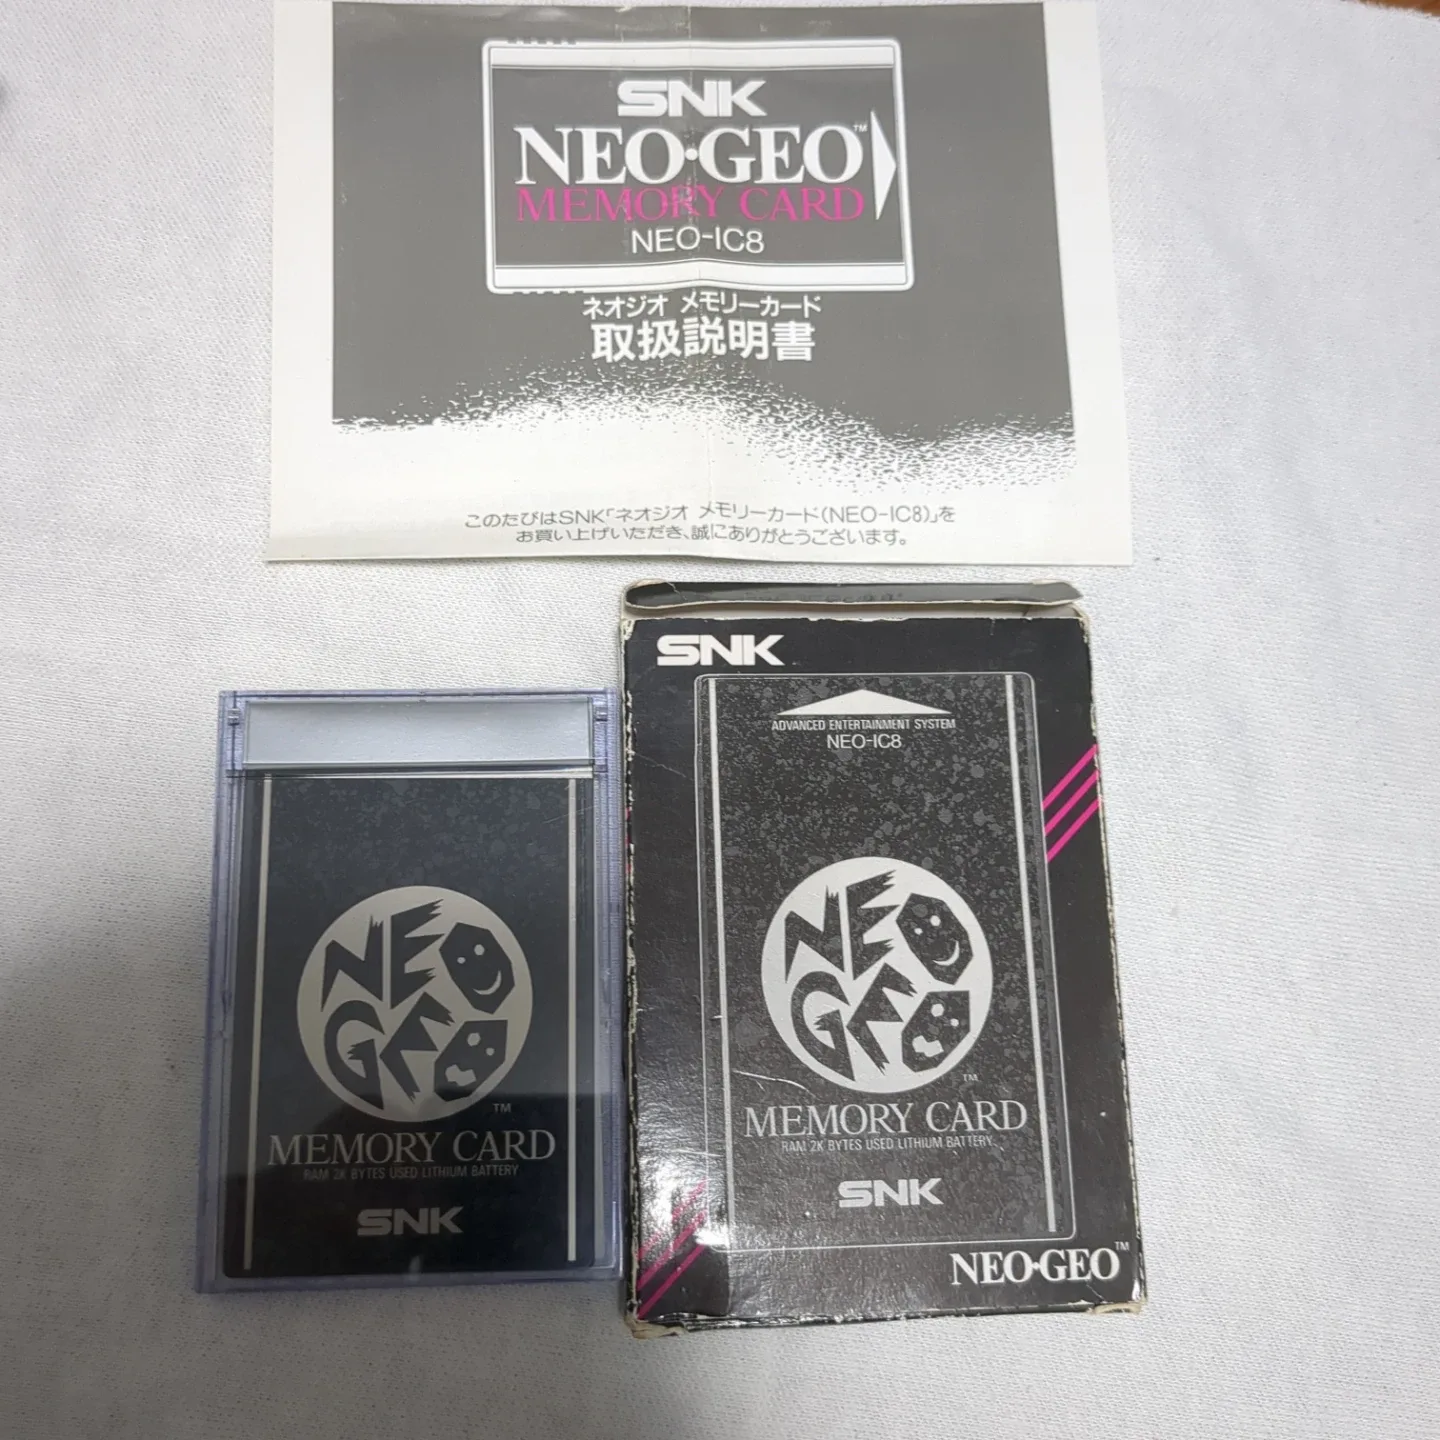 SNK
NEO•GEO™
MEMORY CARD
NEO-IC8
ネオジオ メモリーカード
取扱説明書
このたびはSNK「ネオジオ メモリーカード(NEO-IC8)」を
お買い上げいただき、誠にありがとうございます。
NEO
GEO
TM
MEMORY CARD
RAM 2K BYTES USED LITHIUM BATTERY
SNK
SNK
ADVANCED ENTERTAINMENT SYSTEM
NEO-IC8
NEO
GEO
TM
MEMORY CARD
RAM 2K BYTES USED LITHIUM BATTERY
SNK
NEO•GEO™